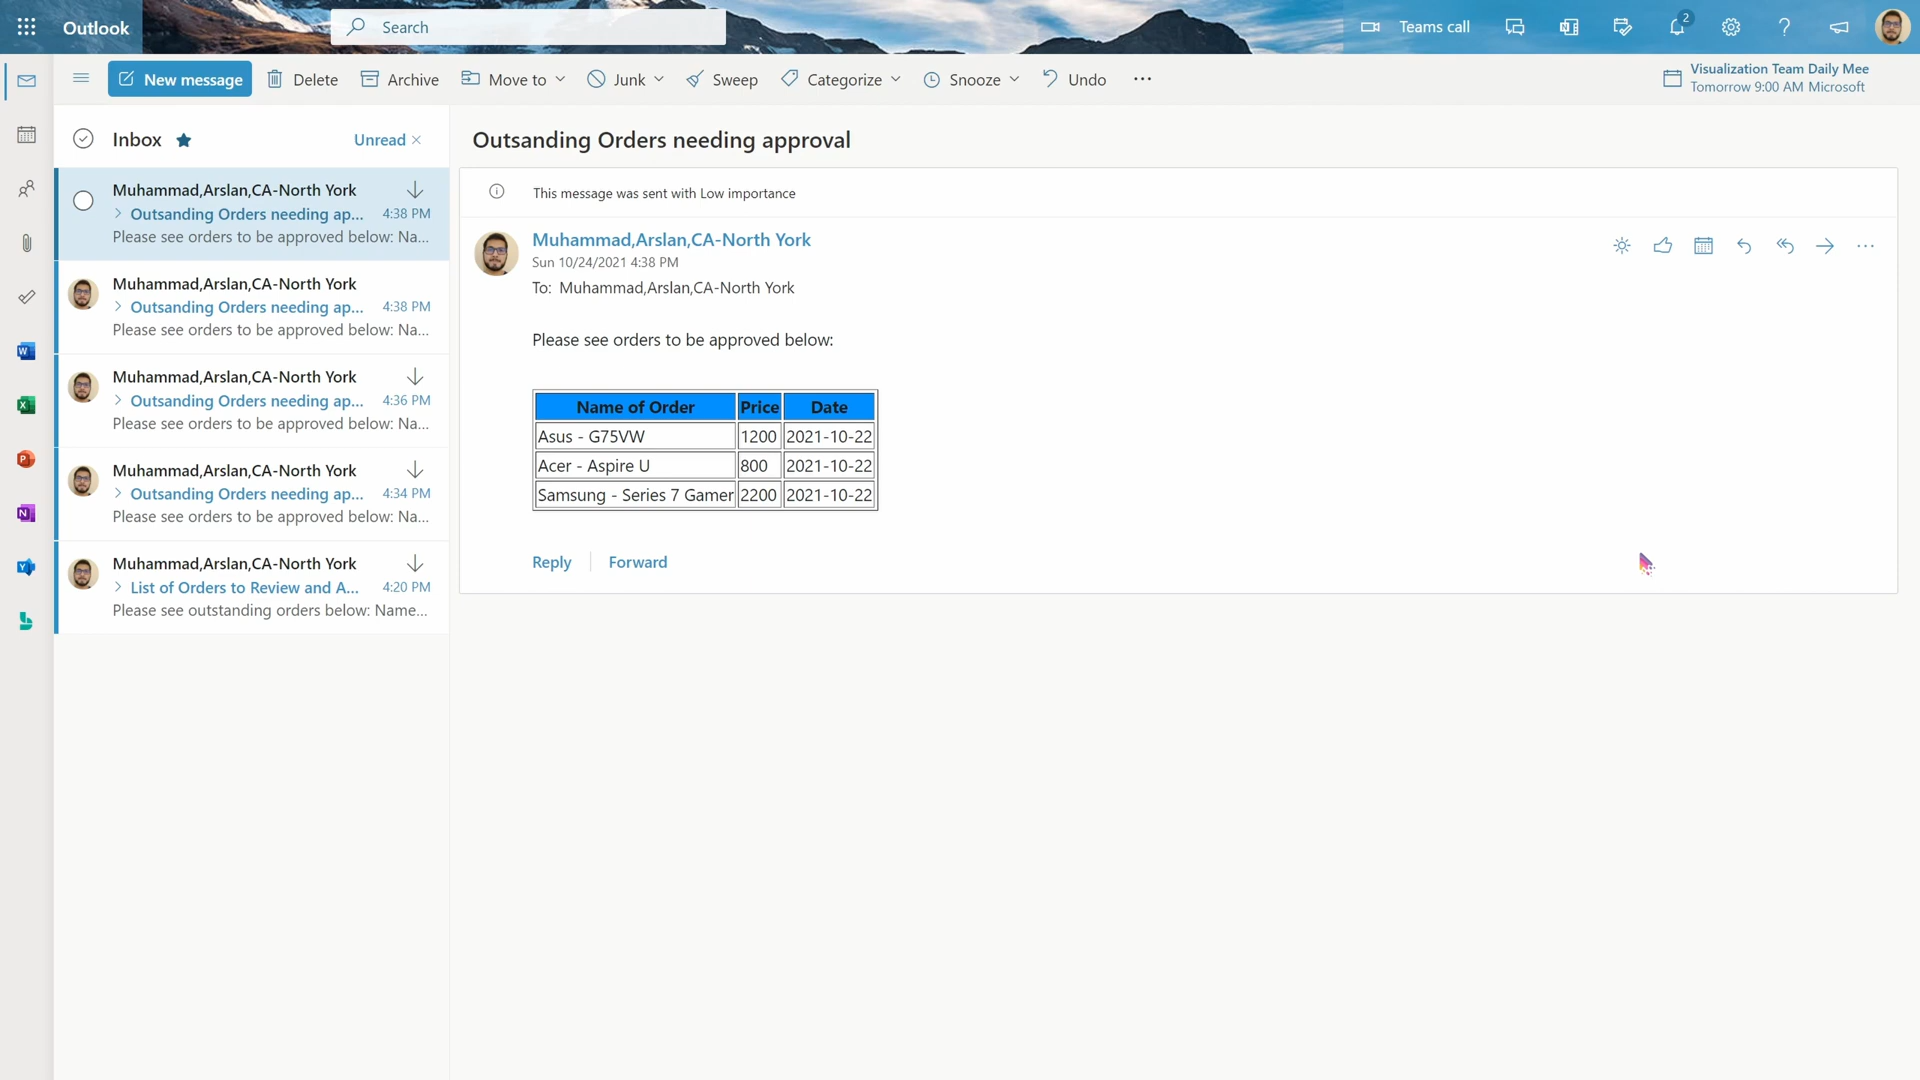 Outlook
Search
Teams call
2
New message
Delete
Archive
Move to
Junk
Sweep
Categorize
Snooze
Undo
Visualization Team Daily Mee
Tomorrow 9:00 AM Microsoft
Inbox
Unread
Muhammad,Arslan,CA-North York
Outsanding Orders needing ap... 4:38 PM
Please see orders to be approved below: Na...
Muhammad,Arslan,CA-North York
Outsanding Orders needing ap... 4:38 PM
Please see orders to be approved below: Na...
Muhammad,Arslan,CA-North York
Outsanding Orders needing ap... 4:36 PM
Please see orders to be approved below: Na...
Muhammad,Arslan,CA-North York
Outsanding Orders needing ap... 4:34 PM
Please see orders to be approved below: Na...
Muhammad,Arslan,CA-North York
List of Orders to Review and A... 4:20 PM
Please see outstanding orders below: Name...
Outsanding Orders needing approval
This message was sent with Low importance
Muhammad,Arslan,CA-North York
Sun 10/24/2021 4:38 PM
To: Muhammad,Arslan,CA-North York
Please see orders to be approved below:
Name of Order Price Date
Asus - G75VW 1200 2021-10-22
Acer - Aspire U 800 2021-10-22
Samsung - Series 7 Gamer 2200 2021-10-22
Reply Forward